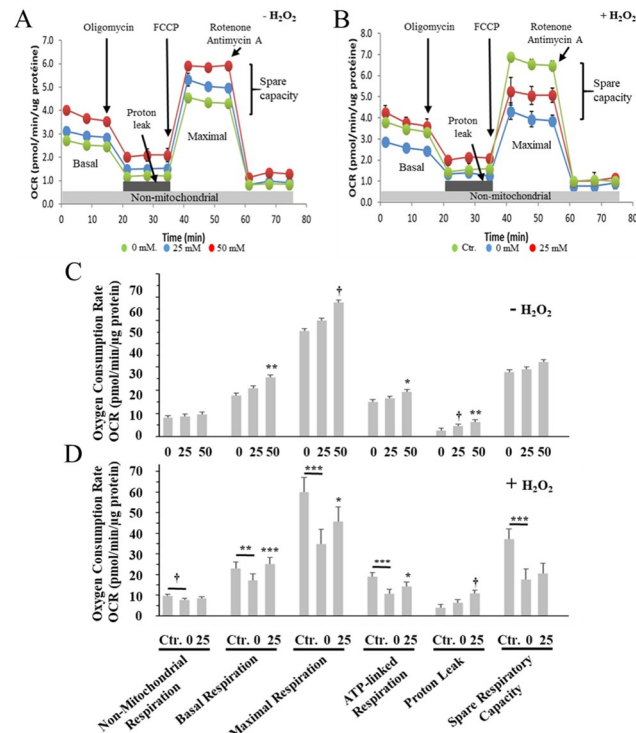 A
Oligomycin
FCCP
Rotenone
Antimycin A
- H₂O₂
OCR (pmol/min/ug protéine)
7.0
6.0
5.0
4.0
3.0
2.0
1.0
0.0
Basal
Proton
leak
Maximal
Spare
capacity
Non-mitochondrial
0 10 20 30 40 50 60 70 80
Time (min)
0 mM. 25 mM 50 mM
B
Oligomycin
FCCP
Rotenone
Antimycin A
+ H₂O₂
OCR (pmol/min/ug protéine)
8.0
7.0
6.0
5.0
4.0
3.0
2.0
1.0
0.0
Basal
Proton
leak
Maximal
Spare
capacity
Non-mitochondrial
0 20 40 60 80
Time (min)
Ctr. 0 mM 25 mM
C
Oxygen Consumption Rate
OCR (pmol/min/µg protein)
70
60
50
40
30
20
10
0
** † * † **
- H₂O₂
0 25 50 0 25 50 0 25 50 0 25 50 0 25 50 0 25 50
D
Oxygen Consumption Rate
OCR (pmol/min/µg protein)
70
60
50
40
30
20
10
0
† ** *** *** * *** * † ***
+ H₂O₂
Ctr. 0 25 Ctr. 0 25 Ctr. 0 25 Ctr. 0 25 Ctr. 0 25 Ctr. 0 25
Non-Mitochondrial
Respiration
Basal Respiration
Maximal Respiration
ATP-linked
Respiration
Proton Leak
Spare Respiratory
Capacity